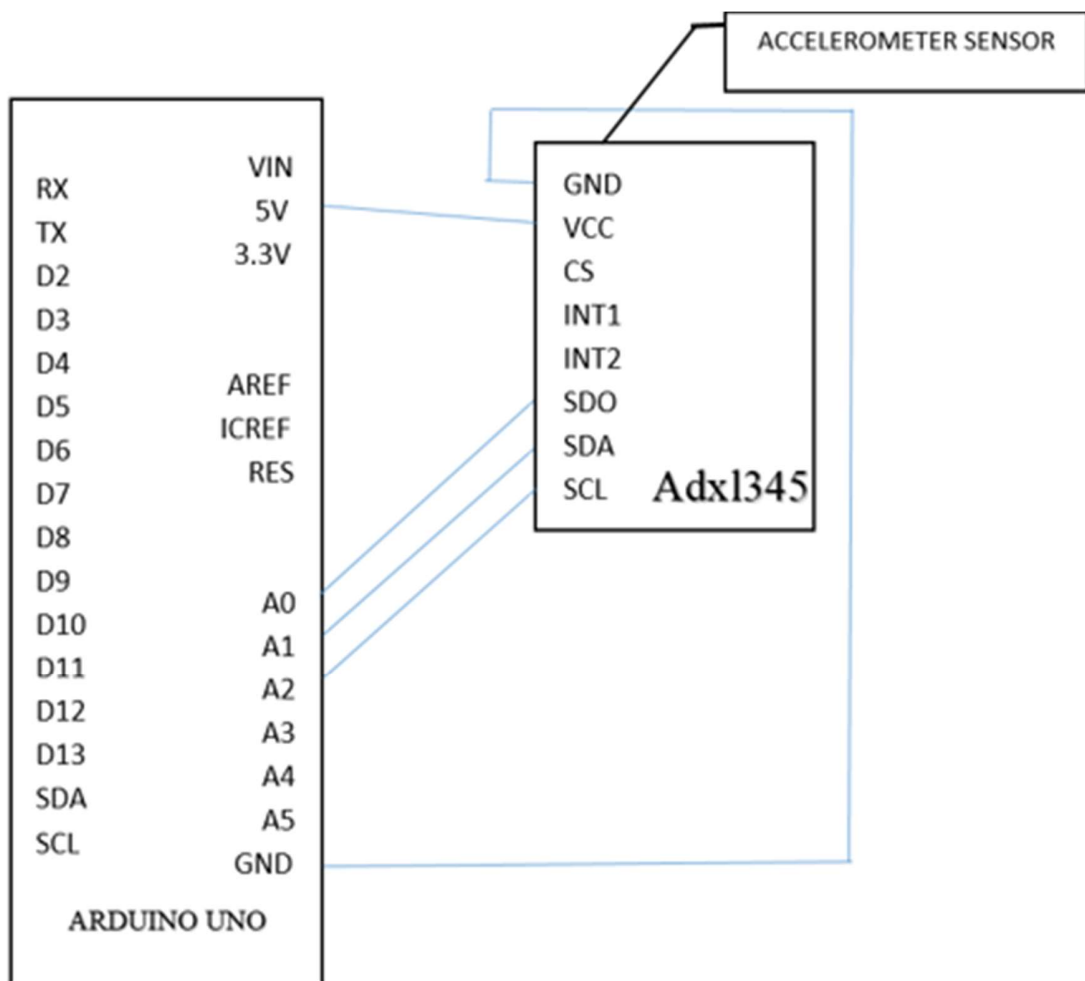 ACCELEROMETER SENSOR
RX
TX
D2
D3
D4
D5
D6
D7
D8
D9
D10
D11
D12
D13
SDA
SCL
VIN
5V
3.3V
AREF
ICREF
RES
A0
A1
A2
A3
A4
A5
GND
ARDUINO UNO
GND
VCC
CS
INT1
INT2
SDO
SDA
SCL
Adxl345